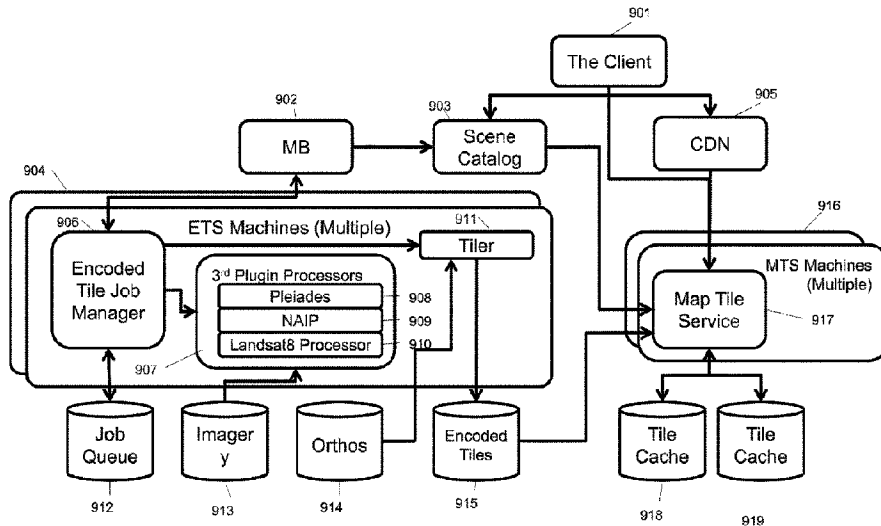 901
The Client
902
903
905
MB
Scene
Catalog
CDN
904
906
ETS Machines (Multiple)
911
Tiler
916
MTS Machines
(Multiple)
Encoded
Tile Job
Manager
3rd Plugin Processors
Pleiades
908
NAIP
909
Landsat8 Processor
910
907
Map Tile
Service
917
Job
Queue
Imager
y
Orthos
Encoded
Tiles
Tile
Cache
Tile
Cache
912
913
914
915
918
919